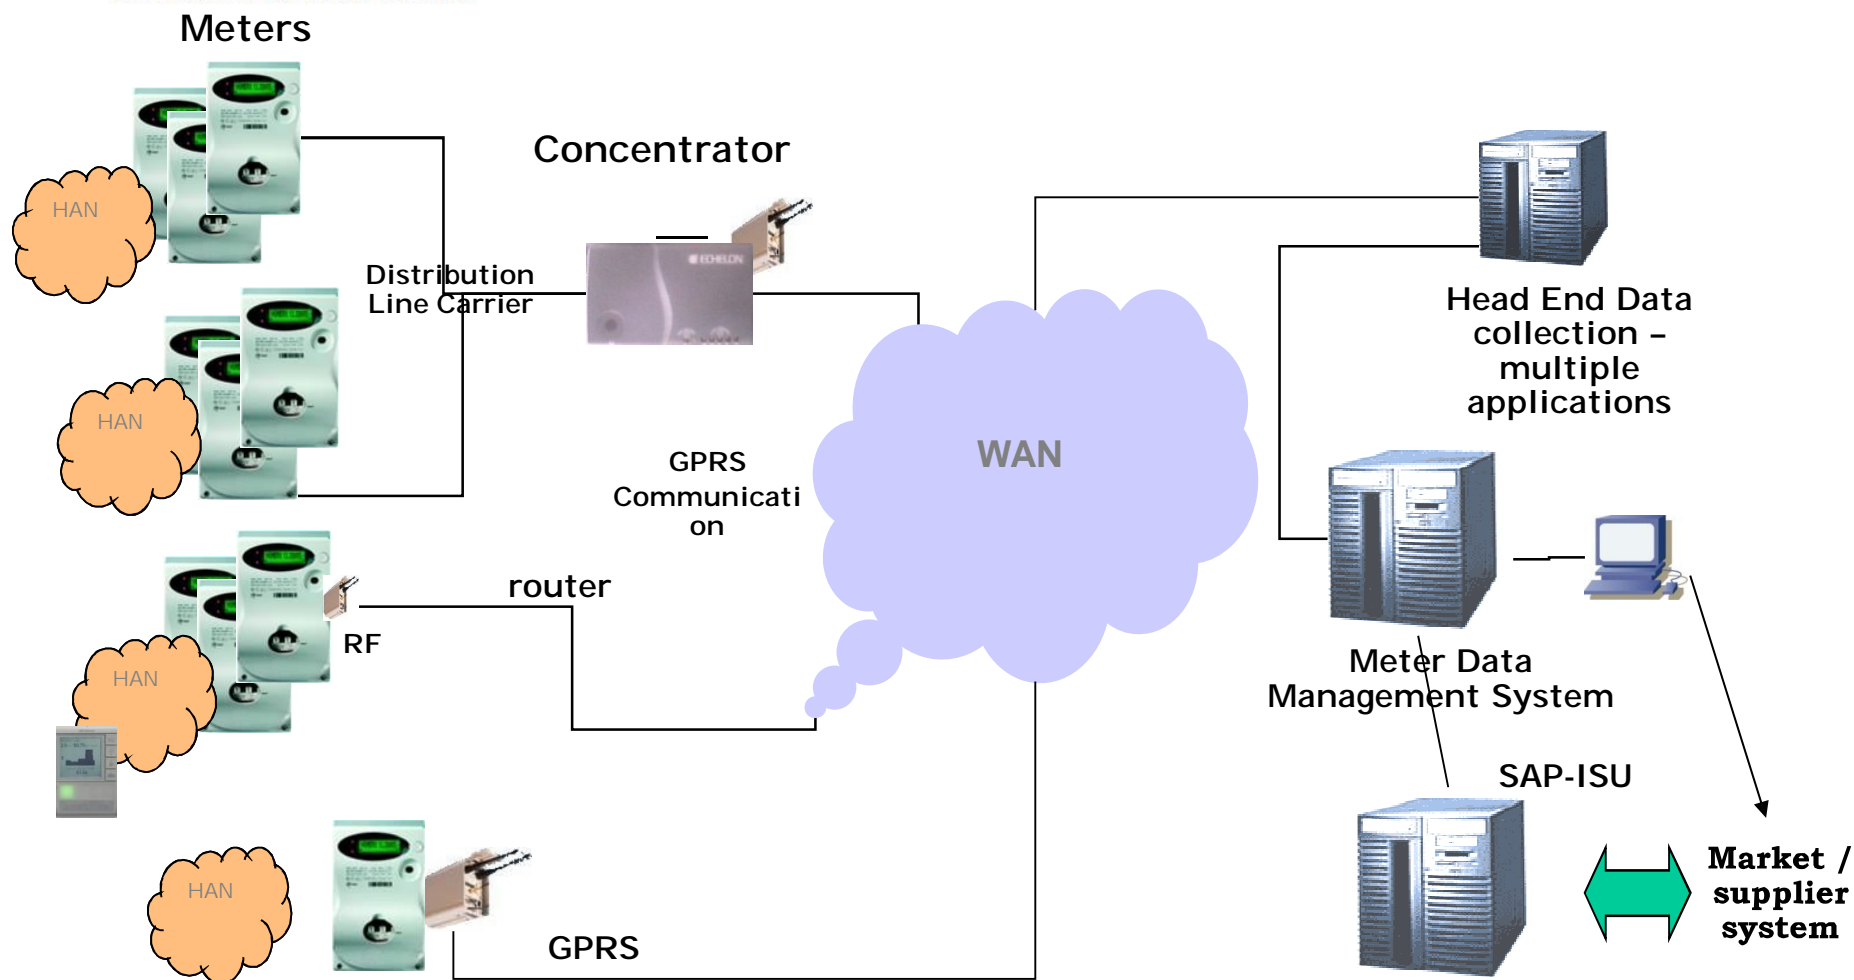 Meters
Concentrator
HAN
ECHELON
Distribution
Line Carrier
Head End Data
collection –
multiple
applications
HAN
WAN
GPRS
Communicati
on
router
RF
HAN
Meter Data
Management System
SAP-ISU
HAN
GPRS
Market /
supplier
system